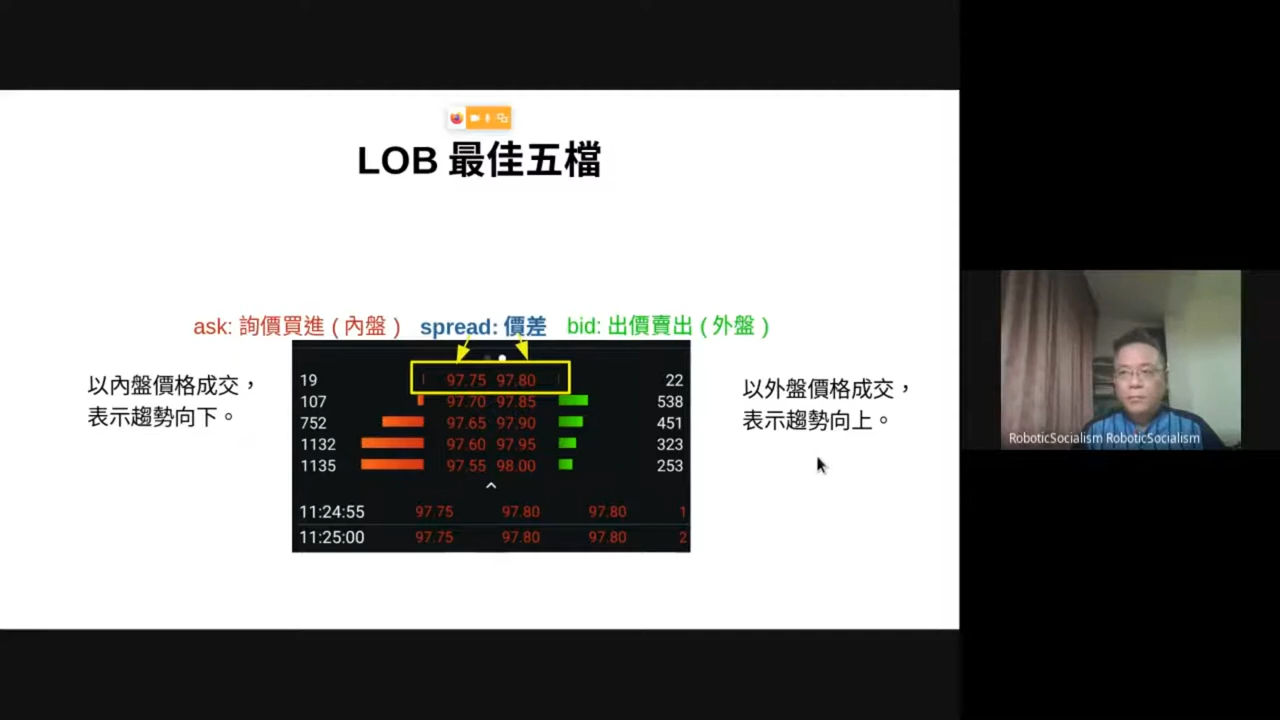 LOB 最佳五檔
ask: 詢價買進 ( 內盤 ) spread: 價差 bid: 出價賣出 ( 外盤 )
以內盤價格成交，
表示趨勢向下。
19 97.75 97.80 22
107 97.70 97.85 538
752 97.65 97.90 451
1132 97.60 97.95 323
1135 97.55 98.00 253
11:24:55 97.75 97.80 97.80 1
11:25:00 97.75 97.80 97.80 2
以外盤價格成交，
表示趨勢向上。
RoboticSocialism RoboticSocialism